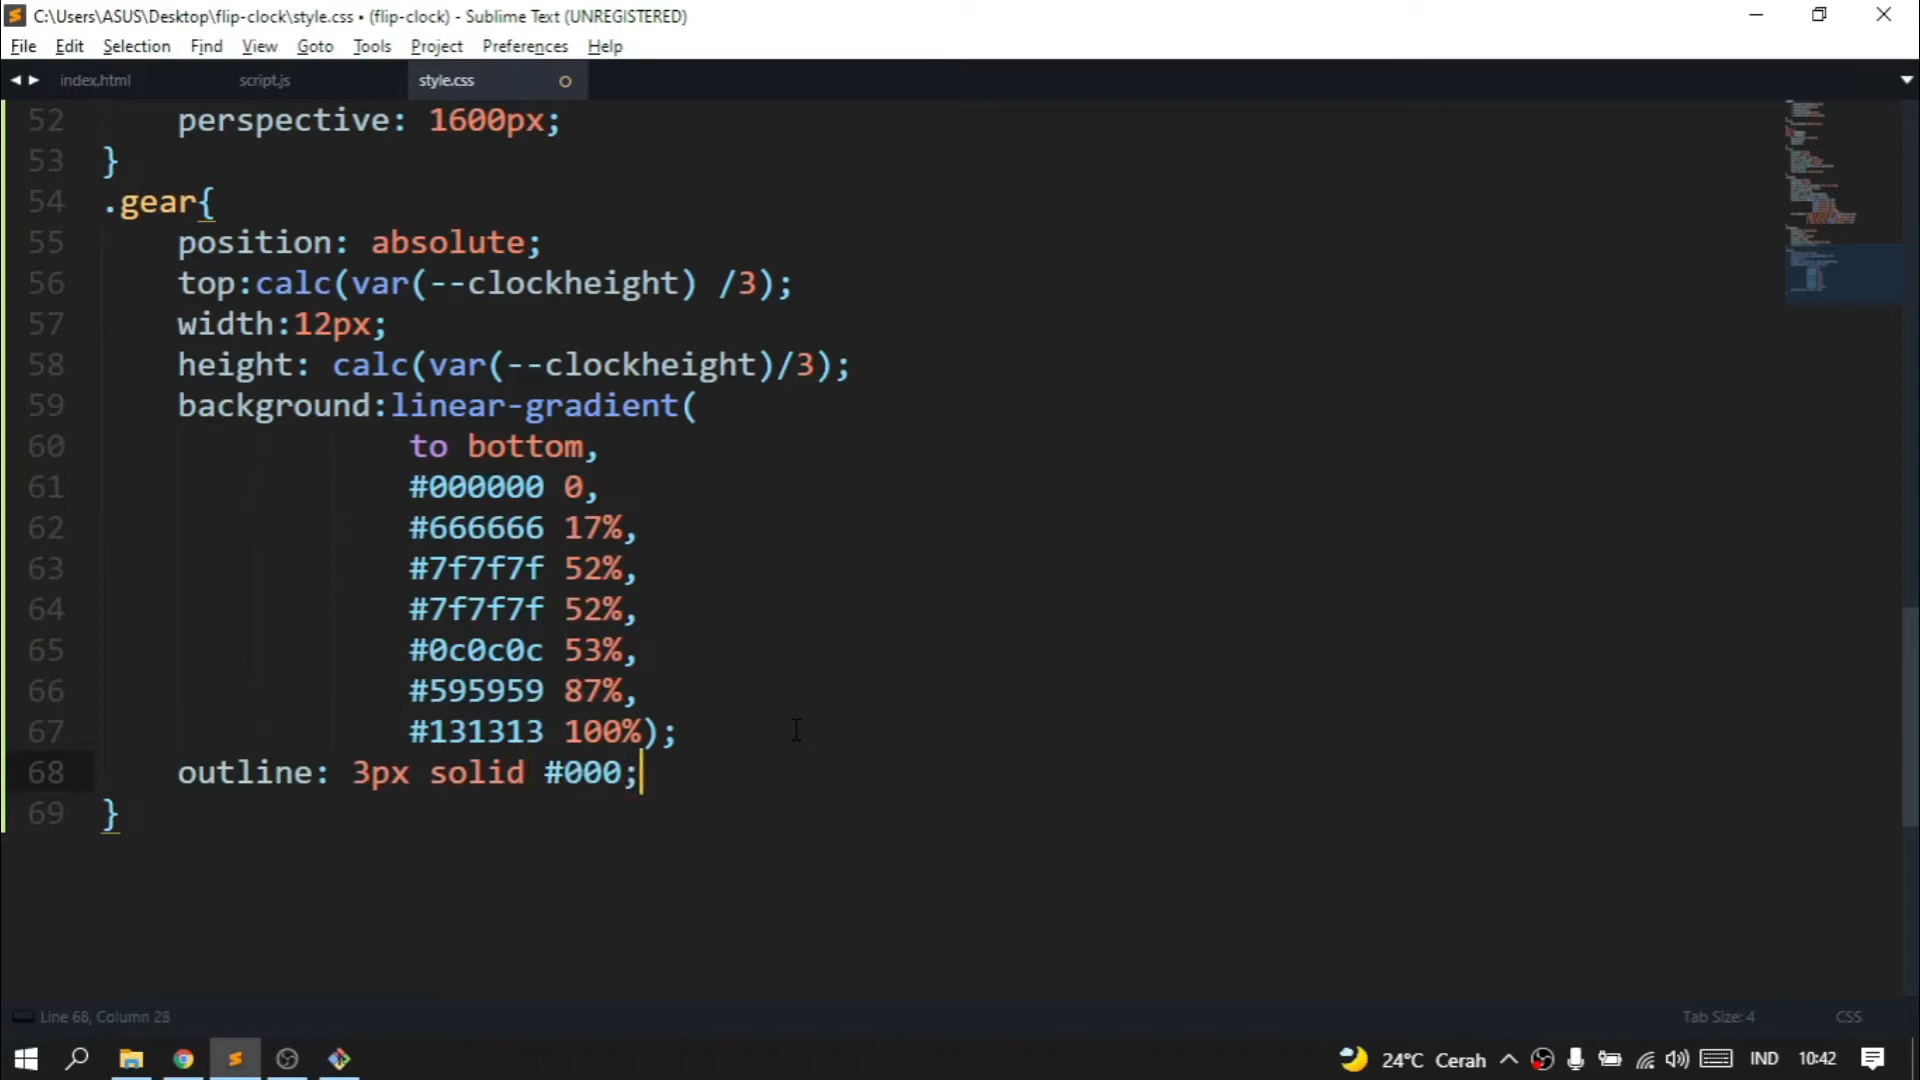 C:\Users\ASUS\Desktop\flip-clock\style.css • (flip-clock) - Sublime Text (UNREGISTERED)
File Edit Selection Find View Goto Tools Project Preferences Help
index.html script.js style.css
52 perspective: 1600px;
53 }
54 .gear{
55 position: absolute;
56 top:calc(var(--clockheight) /3);
57 width:12px;
58 height: calc(var(--clockheight)/3);
59 background:linear-gradient(
60 to bottom,
61 #000000 0,
62 #666666 17%,
63 #7f7f7f 52%,
64 #7f7f7f 52%,
65 #0c0c0c 53%,
66 #595959 87%,
67 #131313 100%);
68 outline: 3px solid #000;
69 }
Line 68, Column 28 Tab Size: 4 CSS
24°C Cerah IND 10:42